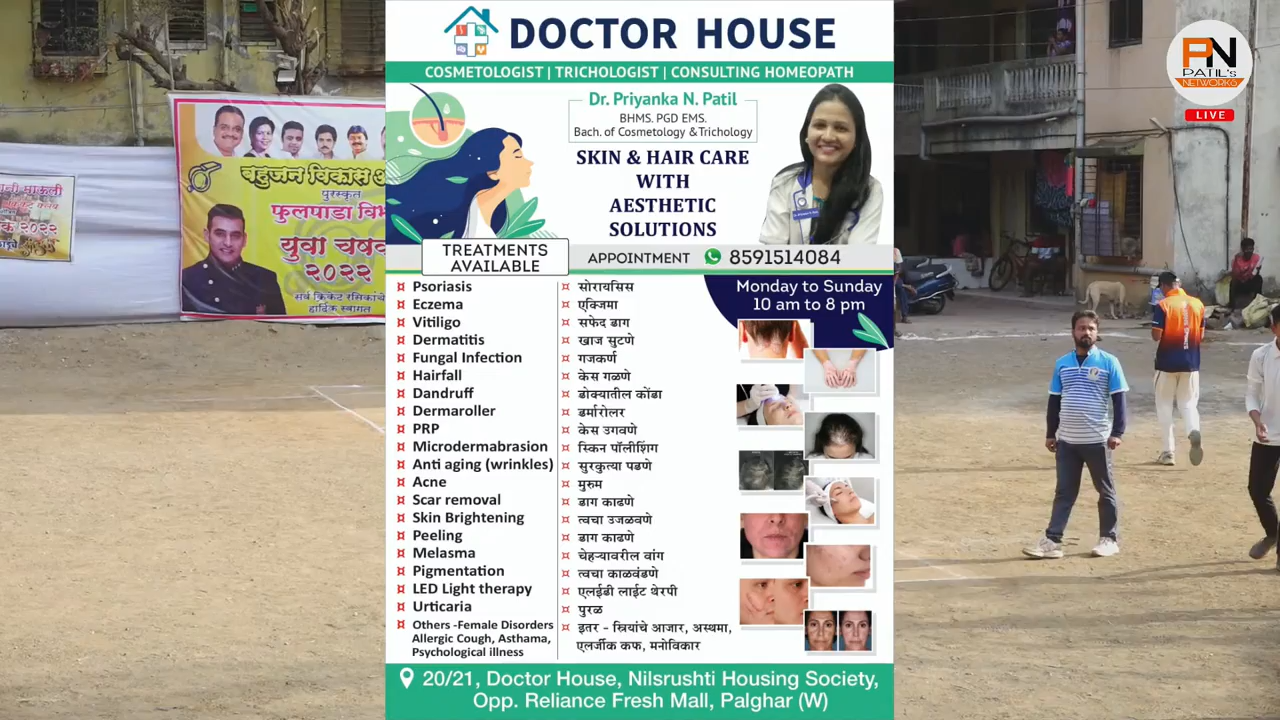 DOCTOR HOUSE
COSMETOLOGIST | TRICHOLOGIST | CONSULTING HOMEOPATH
Dr. Priyanka N. Patil
BHMS. PGD EMS.
Bach. of Cosmetology & Trichology
SKIN & HAIR CARE
WITH
AESTHETIC
SOLUTIONS
TREATMENTS
AVAILABLE
APPOINTMENT 8591514084
Monday to Sunday
10 am to 8 pm
Psoriasis
Eczema
Vitiligo
Dermatitis
Fungal Infection
Hairfall
Dandruff
Dermaroller
PRP
Microdermabrasion
Anti aging (wrinkles)
Acne
Scar removal
Skin Brightening
Peeling
Melasma
Pigmentation
LED Light therapy
Urticaria
Others -Female Disorders
Allergic Cough, Asthama,
Psychological illness
सोरायसिस
एक्जिमा
सफेद डाग
खाज सुटणे
गजकर्ण
केस गळणे
डोक्यातील कोंडा
डर्मारोलर
केस उगवणे
स्किन पॉलीशिंग
सुरकुत्या पडणे
मुरुम
डाग काढणे
त्वचा उजळवणे
डाग काढणे
चेहऱ्यावरील वांग
त्वचा काळवंडणे
एलईडी लाईट थेरपी
पुरळ
इतर - स्त्रियांचे आजार, अस्थमा,
एलर्जीक कफ, मनोविकार
20/21, Doctor House, Nilsrushti Housing Society,
Opp. Reliance Fresh Mall, Palghar (W)
बहुजन विकास
पुरस्कृत
फुलपाडा
युवा चषक
२०२२
सर्व क्रिकेट रसिकांचे
हार्दिक स्वागत
२०२२
PN
PATIL's
NETWORKS
LIVE